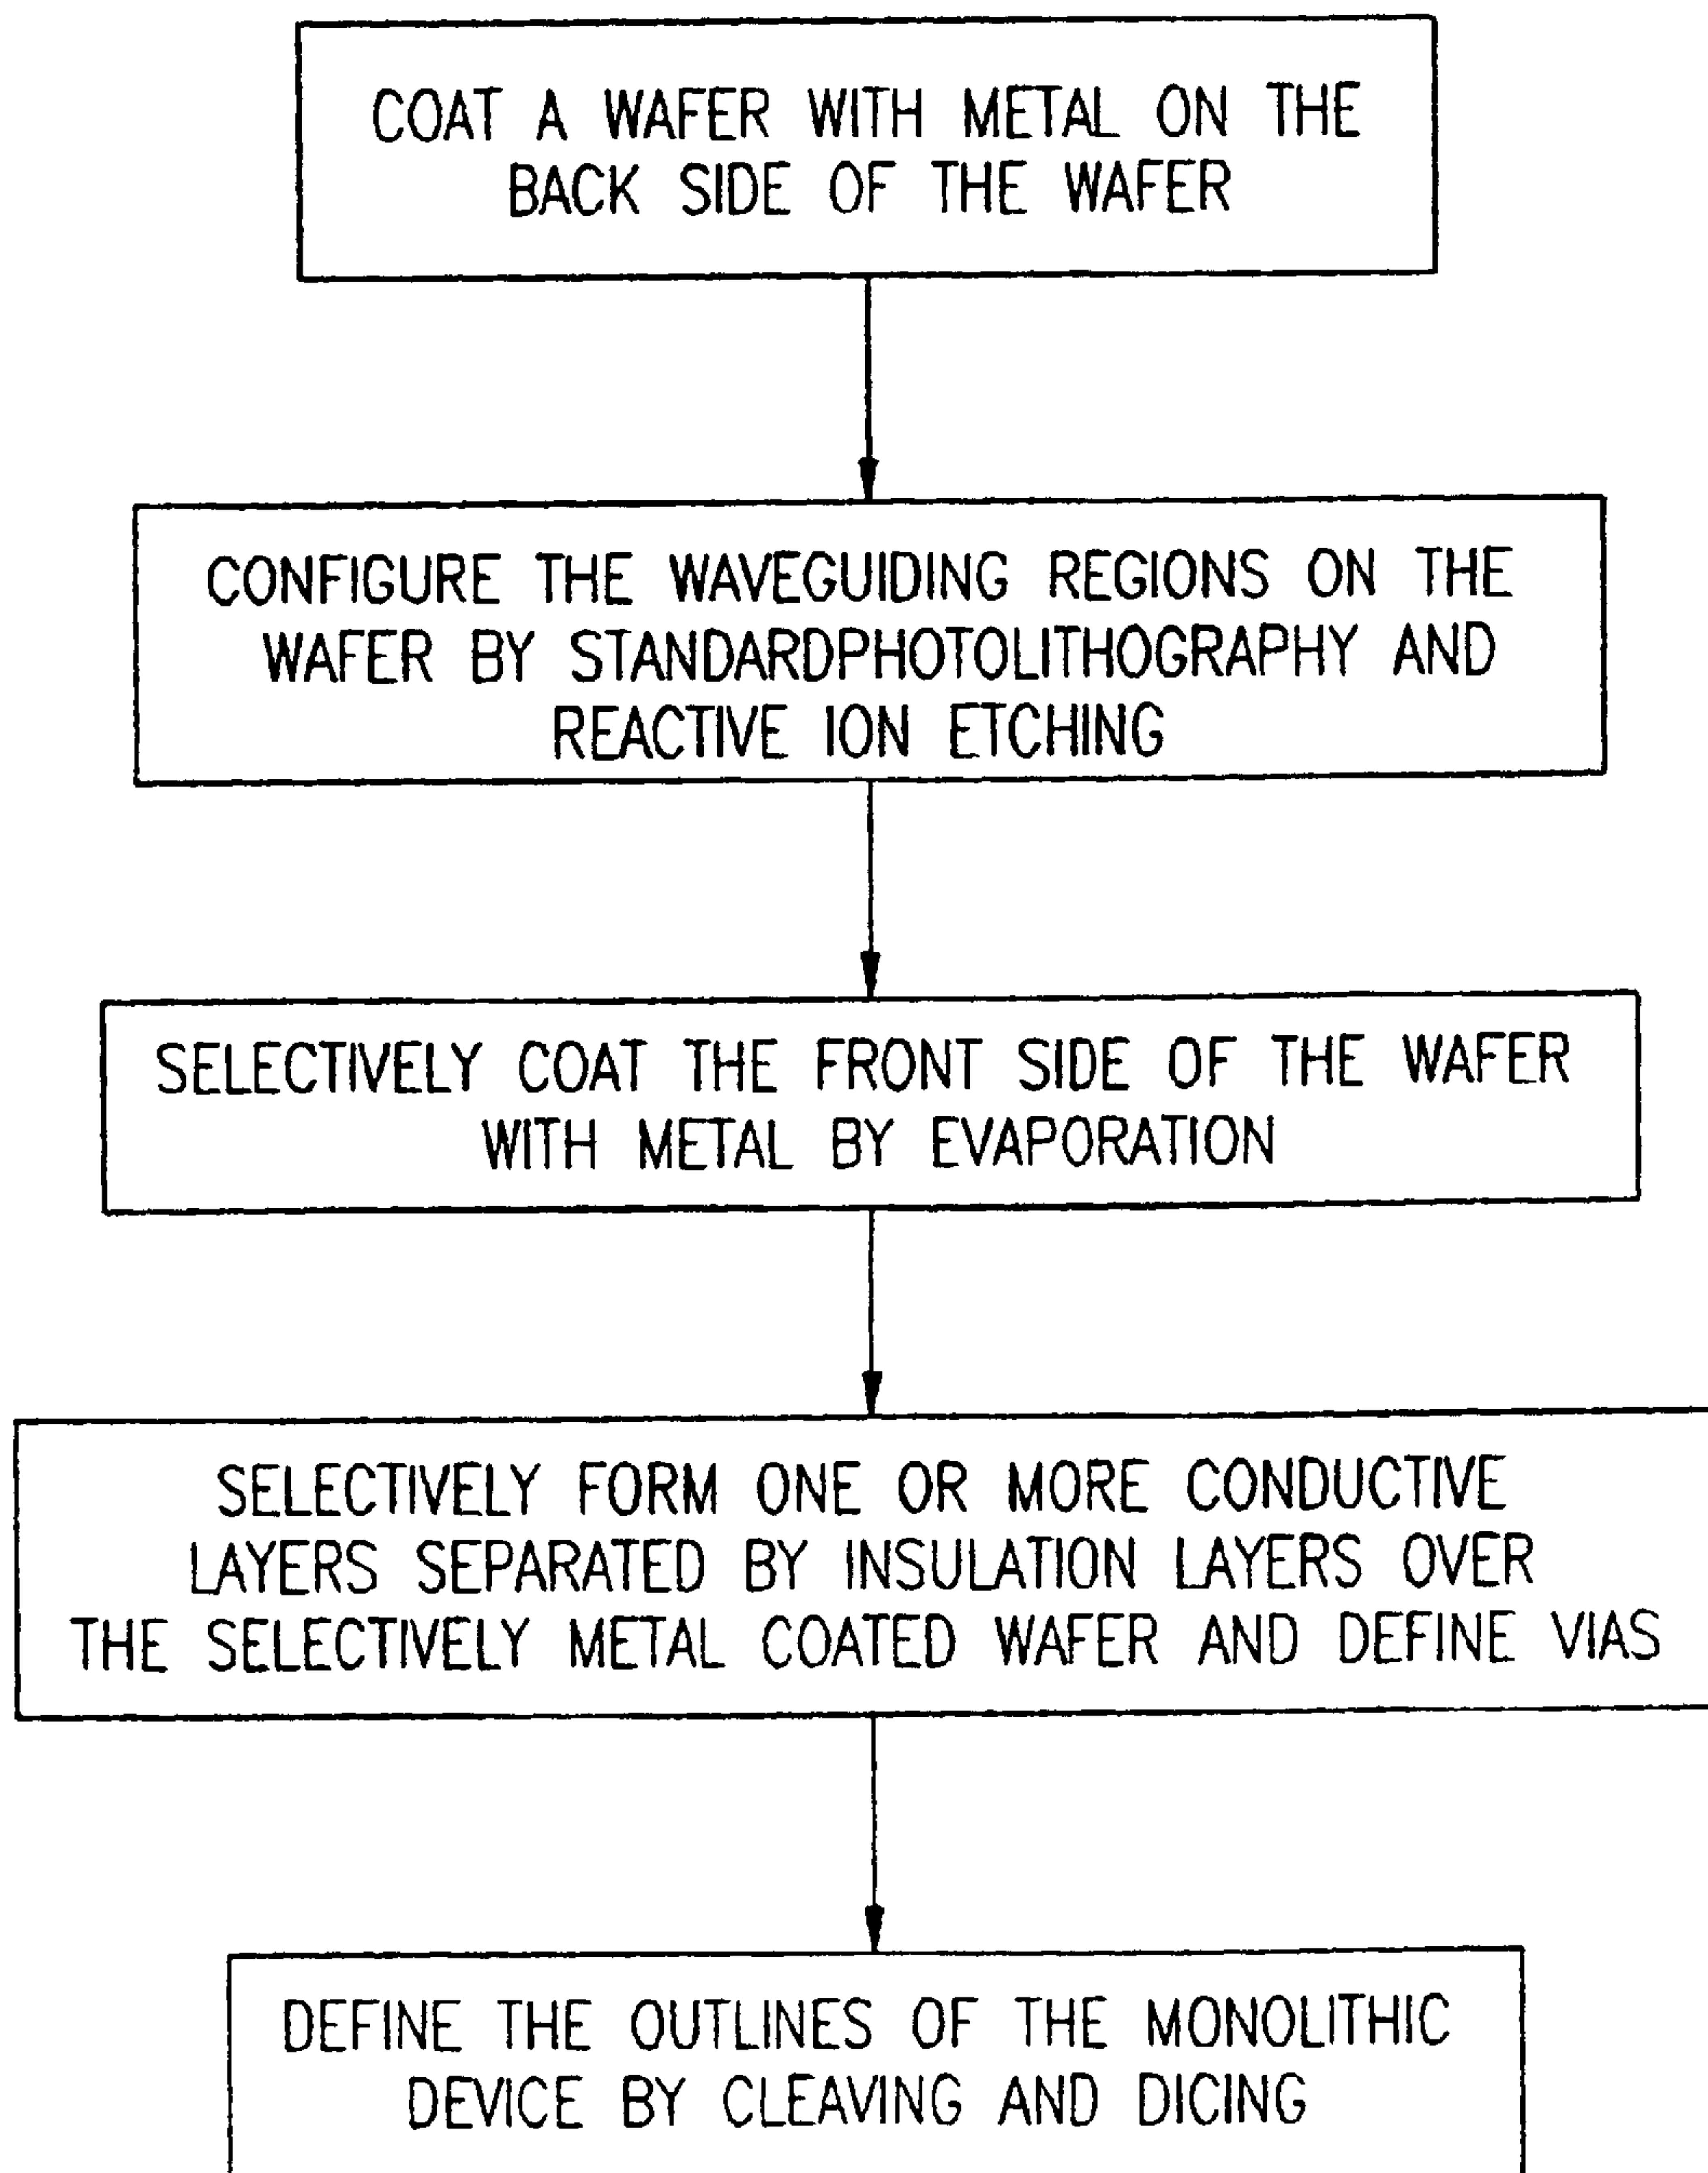 COAT A WAFER WITH METAL ON THE
BACK SIDE OF THE WAFER
CONFIGURE THE WAVEGUIDING REGIONS ON THE
WAFER BY STANDARDPHOTOLITHOGRAPHY AND
REACTIVE ION ETCHING
SELECTIVELY COAT THE FRONT SIDE OF THE WAFER
WITH METAL BY EVAPORATION
SELECTIVELY FORM ONE OR MORE CONDUCTIVE
LAYERS SEPARATED BY INSULATION LAYERS OVER
THE SELECTIVELY METAL COATED WAFER AND DEFINE VIAS
DEFINE THE OUTLINES OF THE MONOLITHIC
DEVICE BY CLEAVING AND DICING